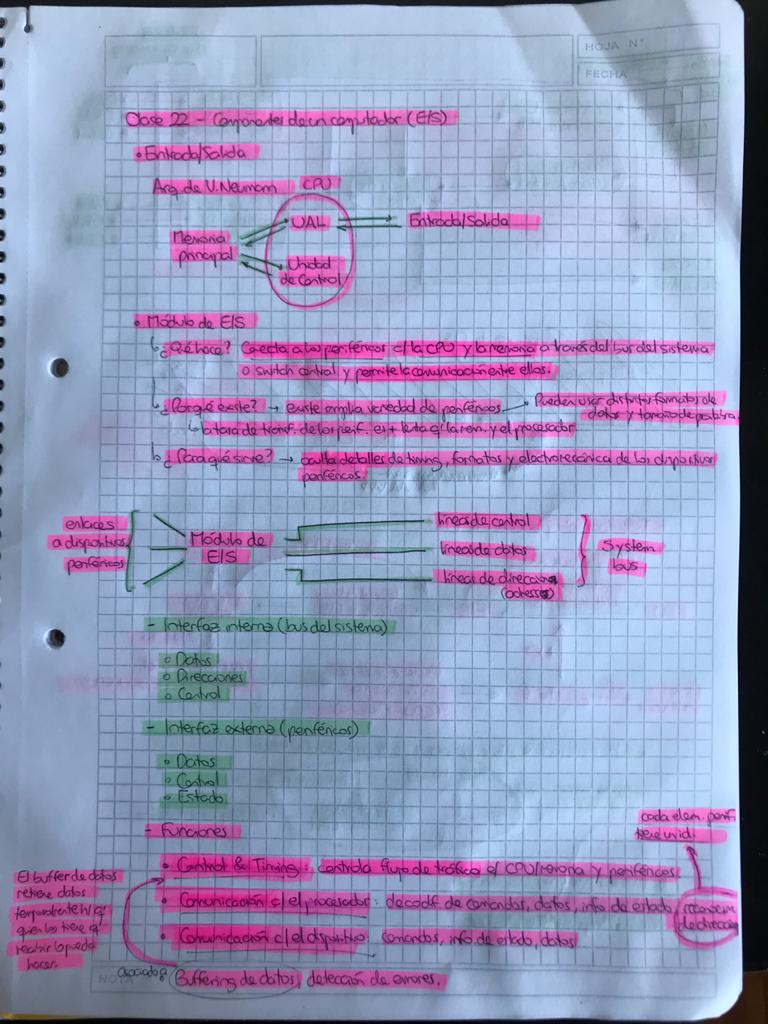 HOJA N°
FECHA
Clase 22 - Componentes de un computador (E/S)
• Entrada/Salida
Arq. de V. Neumann CPU
UAL Entrada/Salida
Memoria
principal
Unidad
de Control
• Módulo de E/S
¿Qué hace? Conecta a los periféricos c/ la CPU y la memoria a través del bus del sistema
o switch central y permite la comunicación entre ellos.
¿Por qué existe? → existe amplia variedad de periféricos → Pueden usar distintos formatos de
datos y tamaño de palabra.
la tasa de transf. de los perif. es + lenta q' la mem. y el procesador
¿Para qué sirve? → oculta detalles de timing, formatos y electromecánica de los dispositivos
periféricos.
enlaces
a dispositivos
periféricos
Módulo de
E/S
líneas de control
líneas de datos
líneas de direcciones
(adress)
System
bus
- Interfaz interna (bus del sistema)
• Datos
• Direcciones
• Control
- Interfaz externa (periféricos)
• Datos
• Control
• Estado
- Funciones
cada elem. perif.
tiene un id.
• Control & Timing: controla flujo de tráfico e/ CPU/memoria y periféricos.
• Comunicación c/ el procesador: decodif de comandos, datos, info de estado, reconocim
de dirección
• Comunicación c/ el dispositivo: comandos, info de estado, datos
El buffer de datos
retiene datos
temporalmente h/ q'
quien los tiene q'
recibir lo pueda
hacer.
NOTA asociado a Buffering de datos, detección de errores.